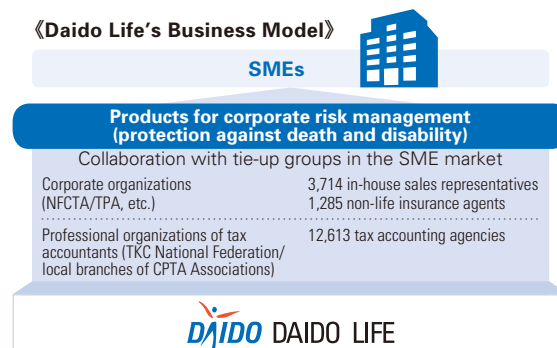 《Daido Life's Business Model》
SMEs
Products for corporate risk management
(protection against death and disability)
Collaboration with tie-up groups in the SME market
Corporate organizations
(NFCTA/TPA, etc.)
3,714 in-house sales representatives
1,285 non-life insurance agents
Professional organizations of tax
accountants (TKC National Federation/
local branches of CPTA Associations)
12,613 tax accounting agencies
DAIDO DAIDO LIFE